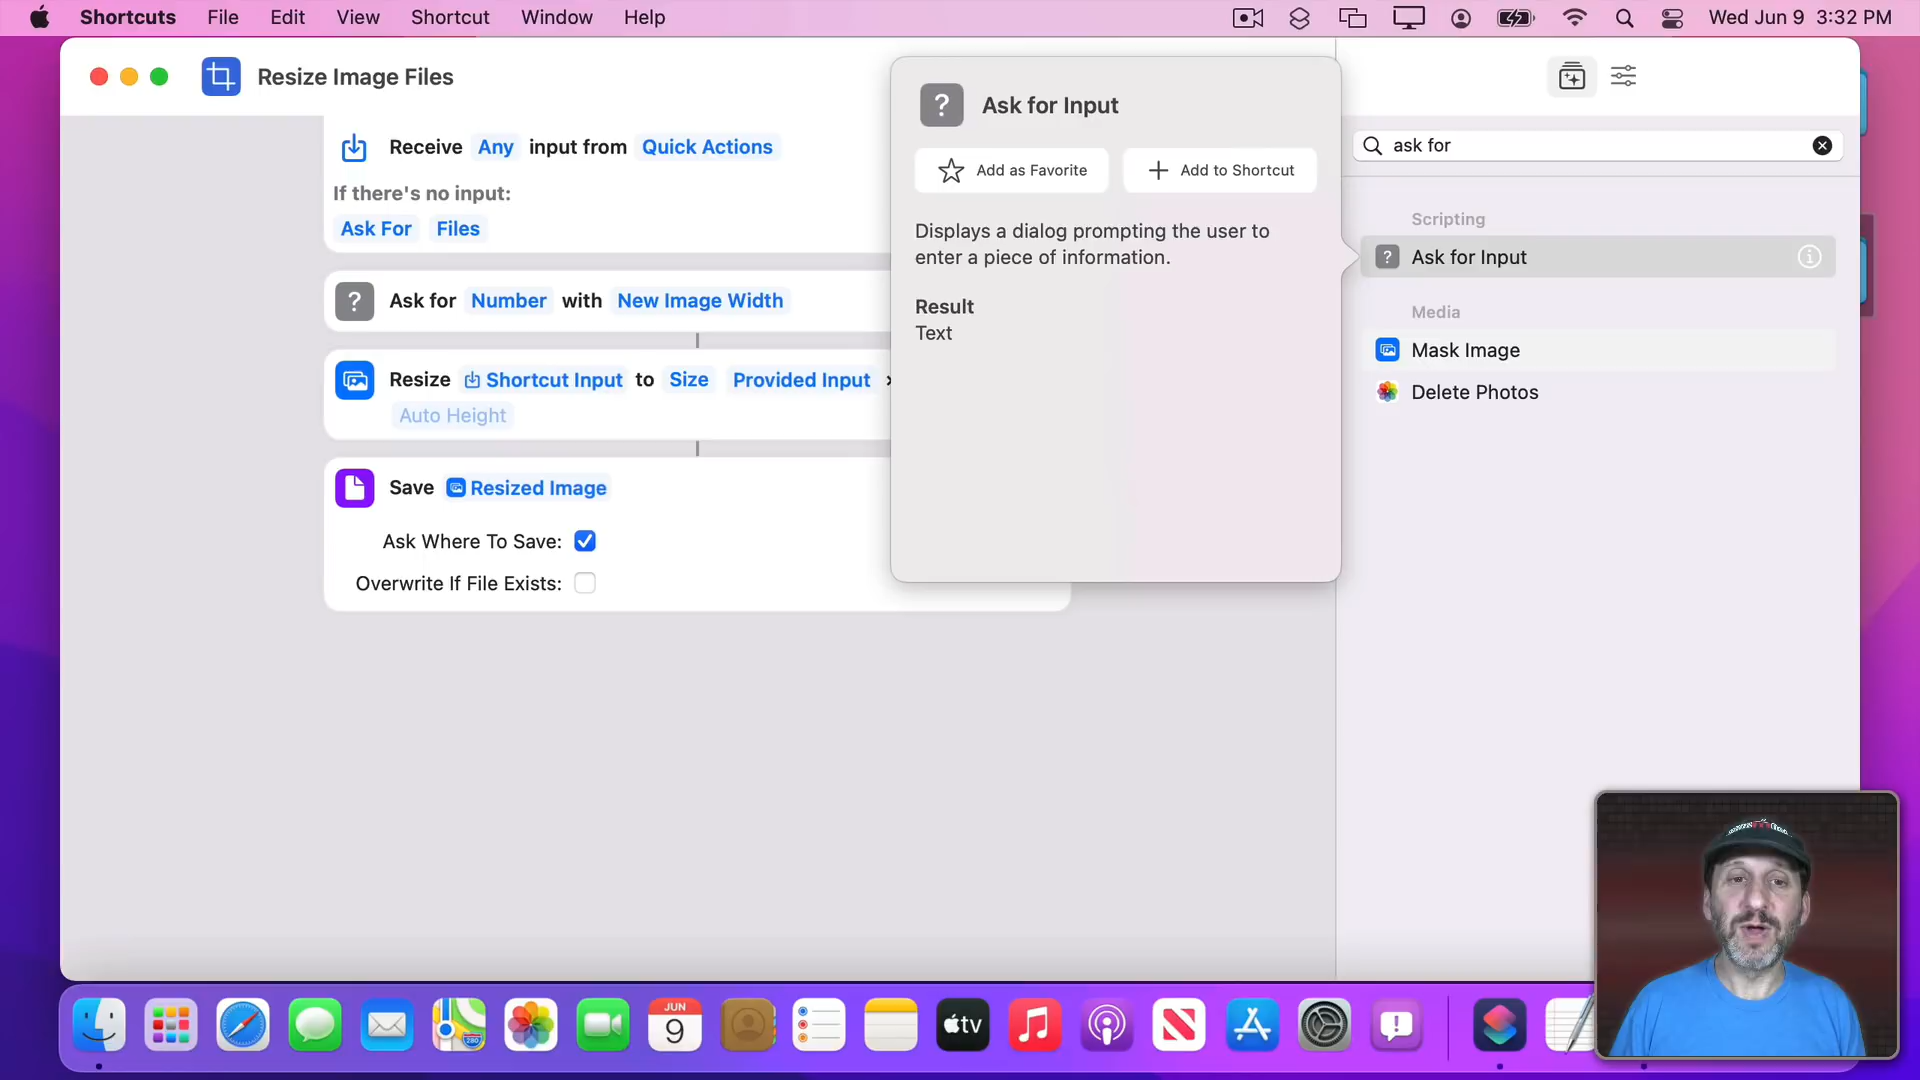 Shortcuts File Edit View Shortcut Window Help Wed Jun 9 3:32 PM
Resize Image Files
Receive Any input from Quick Actions
If there's no input:
Ask For Files
? Ask for Number with New Image Width
Resize Shortcut Input to Size Provided Input
Auto Height
Save Resized Image
Ask Where To Save:
Overwrite If File Exists:
? Ask for Input
Add as Favorite Add to Shortcut
Displays a dialog prompting the user to
enter a piece of information.
Result
Text
ask for
Scripting
? Ask for Input
Media
Mask Image
Delete Photos
280
JUN
9
tv